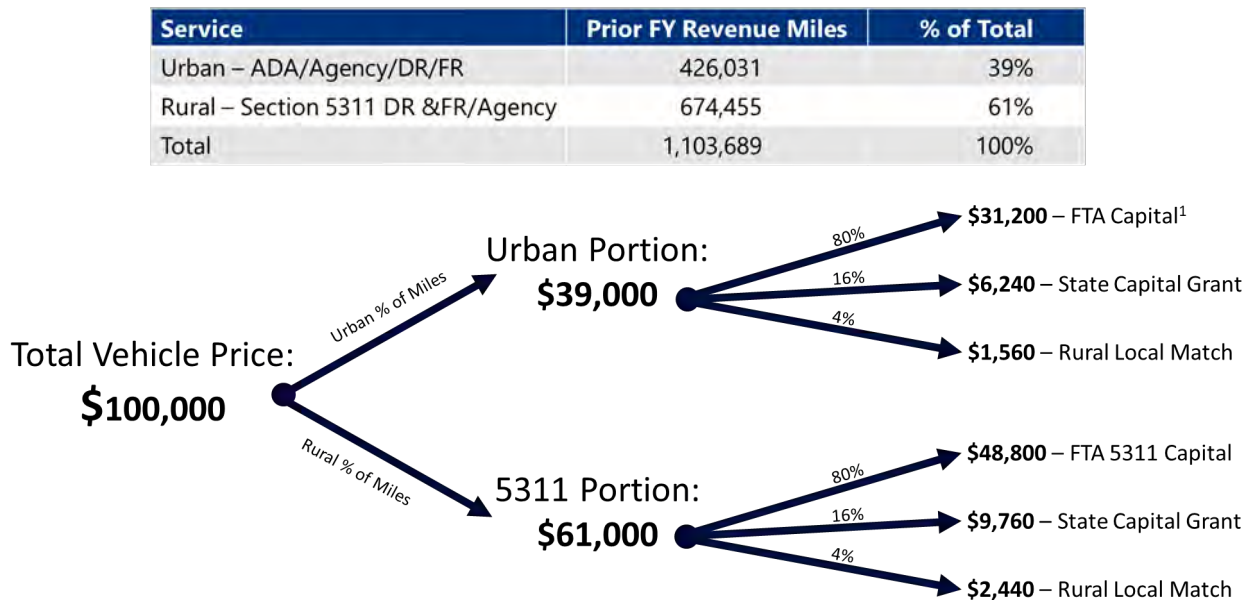 Service Prior FY Revenue Miles % of Total
Urban – ADA/Agency/DR/FR 426,031 39%
Rural – Section 5311 DR &FR/Agency 674,455 61%
Total 1,103,689 100%
Total Vehicle Price:
$100,000
Urban % of Miles
Rural % of Miles
Urban Portion:
$39,000
80%
16%
4%
$31,200 – FTA Capital¹
$6,240 – State Capital Grant
$1,560 – Rural Local Match
5311 Portion:
$61,000
80%
16%
4%
$48,800 – FTA 5311 Capital
$9,760 – State Capital Grant
$2,440 – Rural Local Match